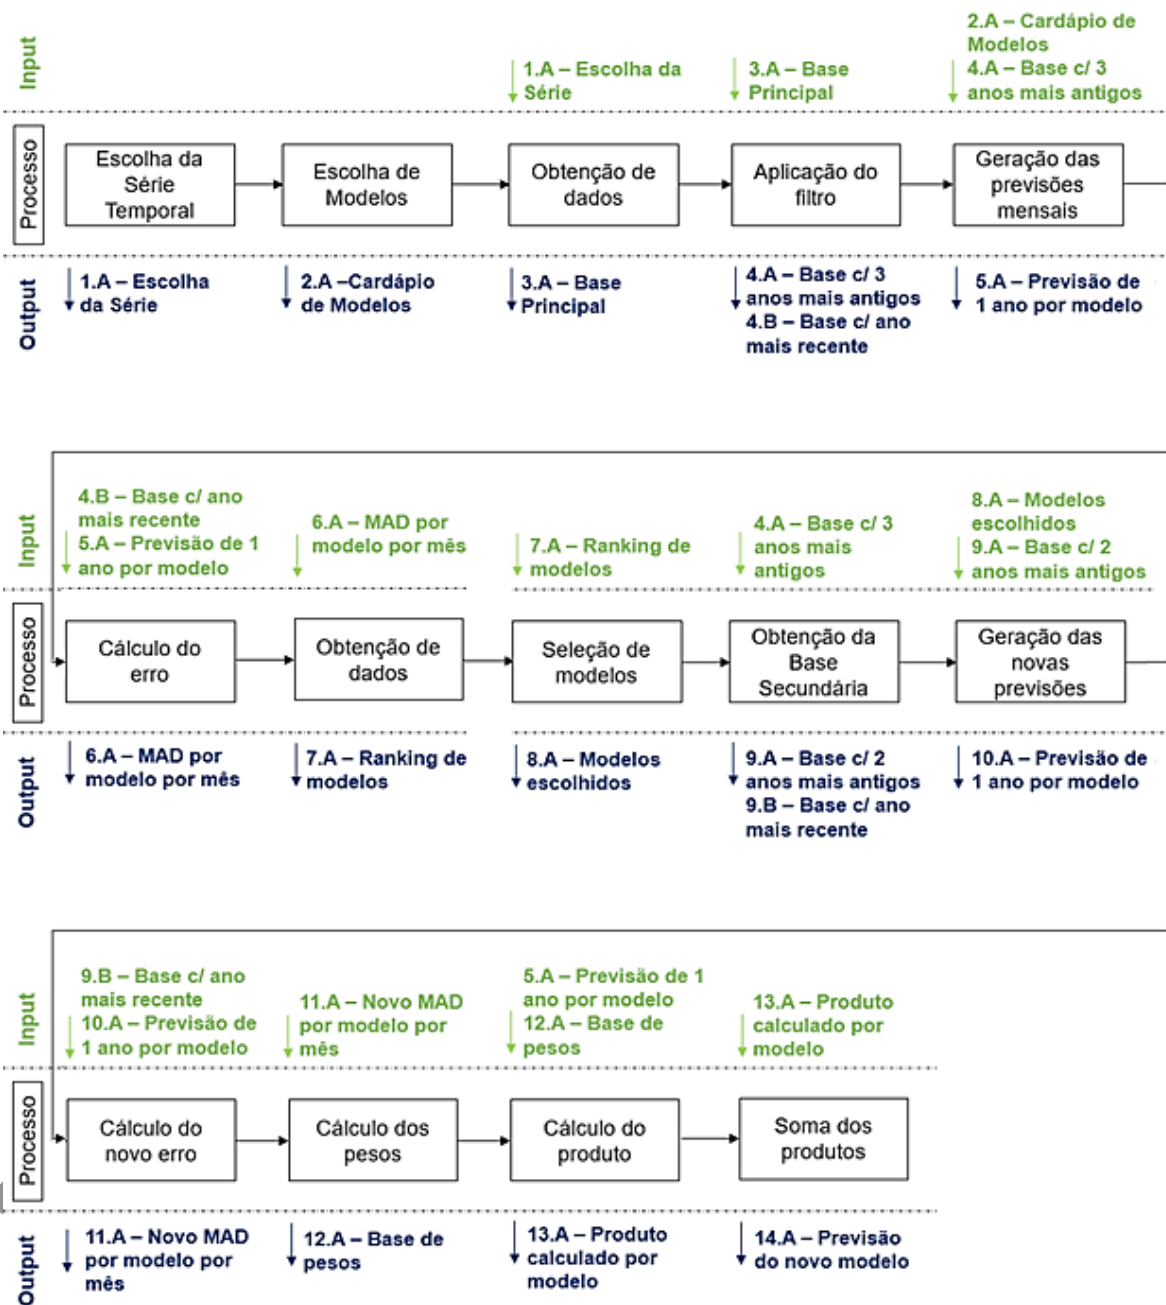 Input
1.A – Escolha da
Série
3.A – Base
Principal
2.A – Cardápio de
Modelos
4.A – Base c/ 3
anos mais antigos
Processo
Escolha da
Série
Temporal
Escolha de
Modelos
Obtenção de
dados
Aplicação do
filtro
Geração das
previsões
mensais
Output
1.A – Escolha
da Série
2.A –Cardápio
de Modelos
3.A – Base
Principal
4.A – Base c/ 3
anos mais antigos
4.B – Base c/ ano
mais recente
5.A – Previsão de
1 ano por modelo
Input
4.B – Base c/ ano
mais recente
5.A – Previsão de 1
ano por modelo
6.A – MAD por
modelo por mês
7.A – Ranking de
modelos
4.A – Base c/ 3
anos mais
antigos
8.A – Modelos
escolhidos
9.A – Base c/ 2
anos mais antigos
Processo
Cálculo do
erro
Obtenção de
dados
Seleção de
modelos
Obtenção da
Base
Secundária
Geração das
novas
previsões
Output
6.A – MAD por
modelo por mês
7.A – Ranking de
modelos
8.A – Modelos
escolhidos
9.A – Base c/ 2
anos mais antigos
9.B – Base c/ ano
mais recente
10.A – Previsão de
1 ano por modelo
Input
9.B – Base c/ ano
mais recente
10.A – Previsão de
1 ano por modelo
11.A – Novo MAD
por modelo por
mês
5.A – Previsão de 1
ano por modelo
12.A – Base de
pesos
13.A – Produto
calculado por
modelo
Processo
Cálculo do
novo erro
Cálculo dos
pesos
Cálculo do
produto
Soma dos
produtos
Output
11.A – Novo MAD
por modelo por
mês
12.A – Base de
pesos
13.A – Produto
calculado por
modelo
14.A – Previsão
do novo modelo